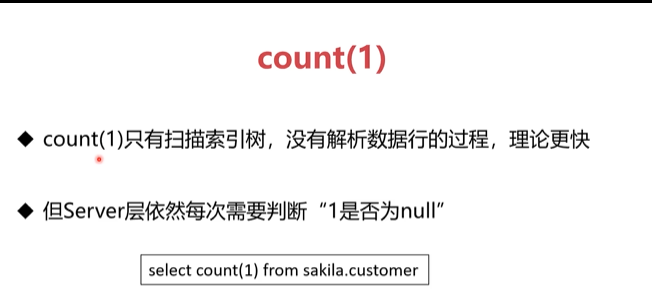 count(1)
◆ count(1)只有扫描索引树，没有解析数据行的过程，理论更快
◆ 但Server层依然每次需要判断“1是否为null”
select count(1) from sakila.customer